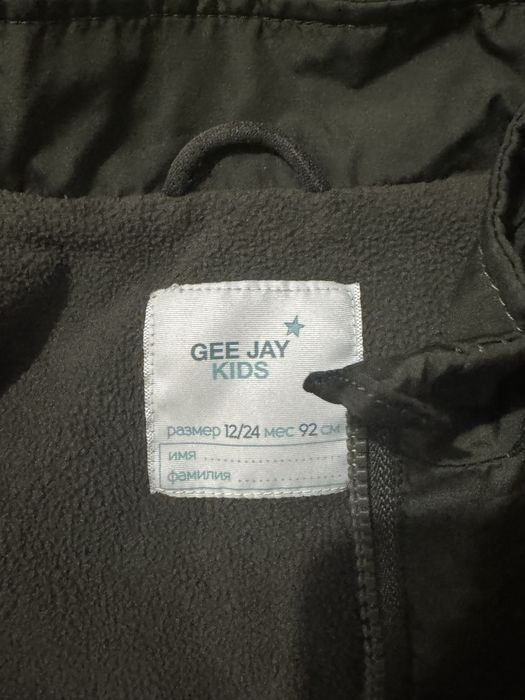 GEE JAY
KIDS
размер 12/24 мес 92 см
имя
фамилия